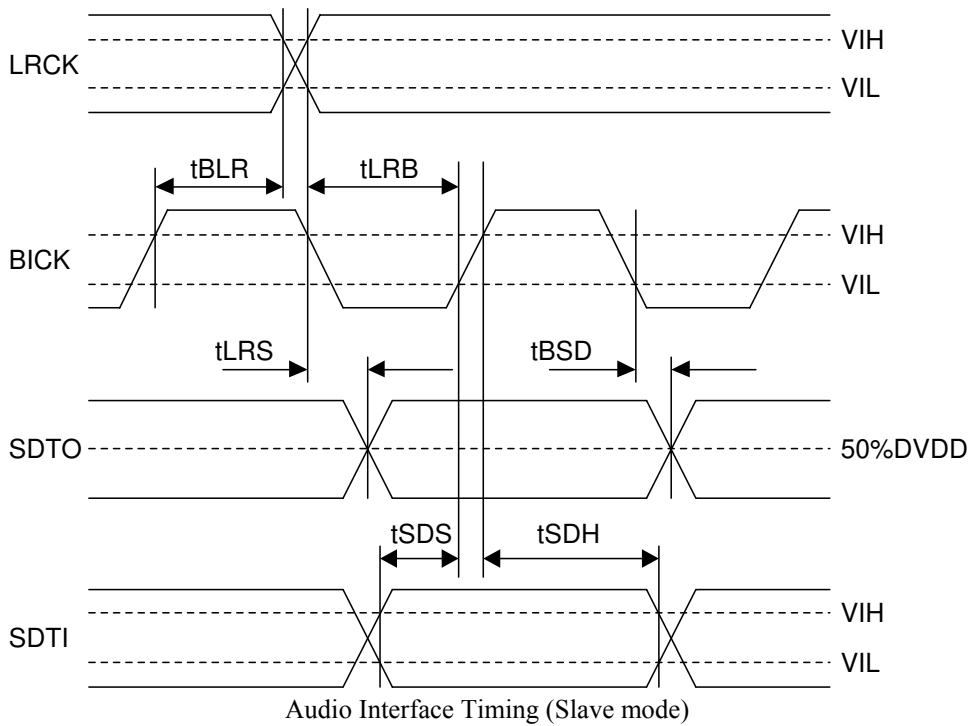 LRCK
VIH
VIL
tBLR
tLRB
BICK
VIH
VIL
tLRS
tBSD
SDTO
50%DVDD
tSDS
tSDH
SDTI
VIH
VIL
Audio Interface Timing (Slave mode)